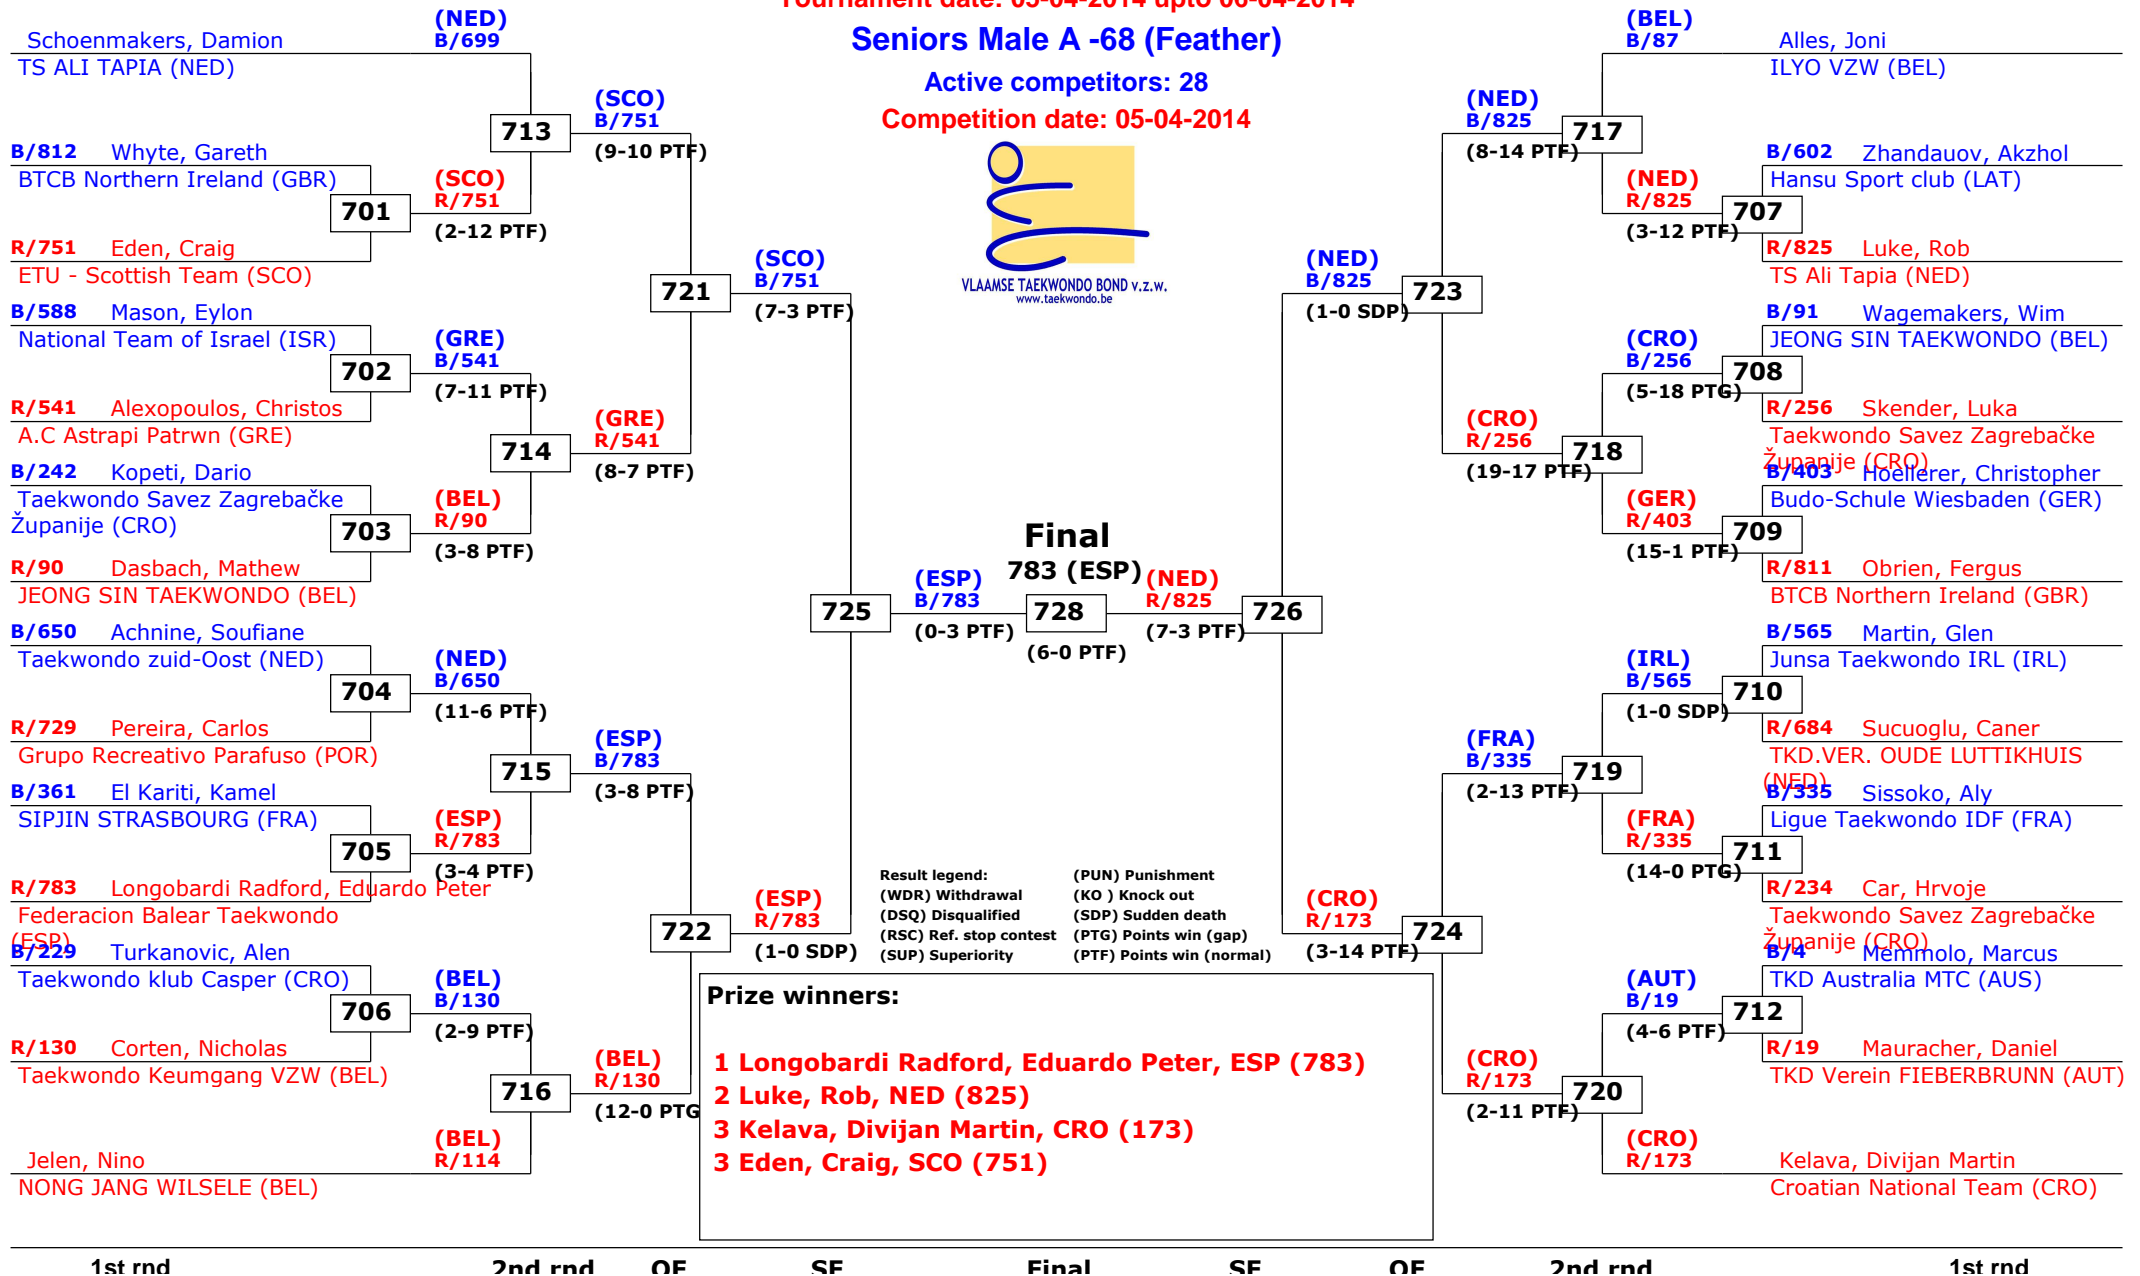 Tournament date: 05-04-2014 upto 06-04-2014
Seniors Male A -68 (Feather)
Active competitors: 28
Competition date: 05-04-2014
VLAAMSE TAEKWONDO BOND v.z.w.
www.taekwondo.be
(NED)
B/699
Schoenmakers, Damion
TS ALI TAPIA (NED)
713
(SCO)
B/751
(9-10 PTF)
B/812 Whyte, Gareth
BTCB Northern Ireland (GBR)
701
(SCO)
R/751
(2-12 PTF)
R/751 Eden, Craig
ETU - Scottish Team (SCO)
721
(SCO)
B/751
(7-3 PTF)
B/588 Mason, Eylon
National Team of Israel (ISR)
702
(GRE)
B/541
(7-11 PTF)
R/541 Alexopoulos, Christos
A.C Astrapi Patrwn (GRE)
714
(GRE)
R/541
(8-7 PTF)
B/242 Kopeti, Dario
Taekwondo Savez Zagrebačke
Županije (CRO)
703
(BEL)
R/90
(3-8 PTF)
R/90 Dasbach, Mathew
JEONG SIN TAEKWONDO (BEL)
725
(ESP)
B/783
(0-3 PTF)
B/650 Achnine, Soufiane
Taekwondo zuid-Oost (NED)
704
(NED)
B/650
(11-6 PTF)
R/729 Pereira, Carlos
Grupo Recreativo Parafuso (POR)
715
(ESP)
B/783
(3-8 PTF)
B/361 El Kariti, Kamel
SIPJIN STRASBOURG (FRA)
705
(ESP)
R/783
(3-4 PTF)
R/783 Longobardi Radford, Eduardo Peter
Federacion Balear Taekwondo
(ESP)
722
(ESP)
R/783
(1-0 SDP)
B/229 Turkanovic, Alen
Taekwondo klub Casper (CRO)
706
(BEL)
B/130
(2-9 PTF)
R/130 Corten, Nicholas
Taekwondo Keumgang VZW (BEL)
716
(BEL)
R/130
(12-0 PTG
(BEL)
R/114
Jelen, Nino
NONG JANG WILSELE (BEL)
Final
783 (ESP)
728
(6-0 PTF)
(NED)
R/825
(7-3 PTF)
726
Result legend:
(WDR) Withdrawal
(DSQ) Disqualified
(RSC) Ref. stop contest
(SUP) Superiority
(PUN) Punishment
(KO ) Knock out
(SDP) Sudden death
(PTG) Points win (gap)
(PTF) Points win (normal)
Prize winners:
1 Longobardi Radford, Eduardo Peter, ESP (783)
2 Luke, Rob, NED (825)
3 Kelava, Divijan Martin, CRO (173)
3 Eden, Craig, SCO (751)
(BEL)
B/87
Alles, Joni
ILYO VZW (BEL)
(NED)
B/825
(8-14 PTF)
717
B/602 Zhandauov, Akzhol
Hansu Sport club (LAT)
(NED)
R/825
(3-12 PTF)
707
R/825 Luke, Rob
TS Ali Tapia (NED)
(NED)
B/825
(1-0 SDP)
723
B/91 Wagemakers, Wim
JEONG SIN TAEKWONDO (BEL)
(CRO)
B/256
(5-18 PTG)
708
R/256 Skender, Luka
Taekwondo Savez Zagrebačke
Županije (CRO)
(CRO)
R/256
(19-17 PTF)
718
B/403 Hoellerer, Christopher
Budo-Schule Wiesbaden (GER)
(GER)
R/403
(15-1 PTF)
709
R/811 Obrien, Fergus
BTCB Northern Ireland (GBR)
B/565 Martin, Glen
Junsa Taekwondo IRL (IRL)
(IRL)
B/565
(1-0 SDP)
710
R/684 Sucuoglu, Caner
TKD.VER. OUDE LUTTIKHUIS
(NED)
(FRA)
B/335
(2-13 PTF)
719
B/335 Sissoko, Aly
Ligue Taekwondo IDF (FRA)
(FRA)
R/335
(14-0 PTG)
711
R/234 Car, Hrvoje
Taekwondo Savez Zagrebačke
Županije (CRO)
(CRO)
R/173
(3-14 PTF)
724
B/4 Memmolo, Marcus
TKD Australia MTC (AUS)
(AUT)
B/19
(4-6 PTF)
712
R/19 Mauracher, Daniel
TKD Verein FIEBERBRUNN (AUT)
(CRO)
R/173
(2-11 PTF)
720
(CRO)
R/173
Kelava, Divijan Martin
Croatian National Team (CRO)
1st rnd 2nd rnd QF SF Final SF QF 2nd rnd 1st rnd